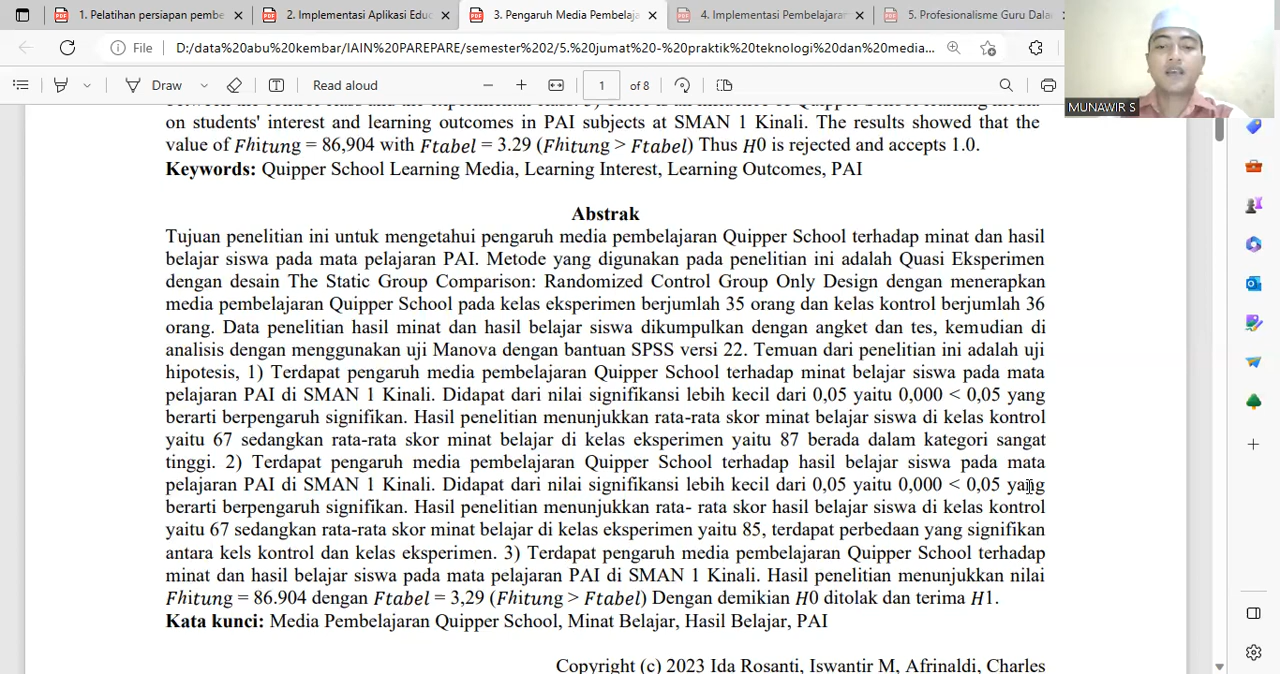 1. Pelatihan persiapan pembe
2. Implementasi Aplikasi Educ
3. Pengaruh Media Pembelaja
4. Implementasi Pembelajaran
5. Profesionalisme Guru Dala
File D:/data%20abu%20kembar/IAIN%20PAREPARE/semester%202/5.%20jumat%20-%20praktik%20teknologi%20dan%20media...
Draw Read aloud 1 of 8
MUNAWIR S
on students' interest and learning outcomes in PAI subjects at SMAN 1 Kinali. The results showed that the
value of Fhitung = 86,904 with Ftabel = 3.29 (Fhitung > Ftabel) Thus H0 is rejected and accepts 1.0.
Keywords: Quipper School Learning Media, Learning Interest, Learning Outcomes, PAI
Abstrak
Tujuan penelitian ini untuk mengetahui pengaruh media pembelajaran Quipper School terhadap minat dan hasil
belajar siswa pada mata pelajaran PAI. Metode yang digunakan pada penelitian ini adalah Quasi Eksperimen
dengan desain The Static Group Comparison: Randomized Control Group Only Design dengan menerapkan
media pembelajaran Quipper School pada kelas eksperimen berjumlah 35 orang dan kelas kontrol berjumlah 36
orang. Data penelitian hasil minat dan hasil belajar siswa dikumpulkan dengan angket dan tes, kemudian di
analisis dengan menggunakan uji Manova dengan bantuan SPSS versi 22. Temuan dari penelitian ini adalah uji
hipotesis, 1) Terdapat pengaruh media pembelajaran Quipper School terhadap minat belajar siswa pada mata
pelajaran PAI di SMAN 1 Kinali. Didapat dari nilai signifikansi lebih kecil dari 0,05 yaitu 0,000 < 0,05 yang
berarti berpengaruh signifikan. Hasil penelitian menunjukkan rata-rata skor minat belajar siswa di kelas kontrol
yaitu 67 sedangkan rata-rata skor minat belajar di kelas eksperimen yaitu 87 berada dalam kategori sangat
tinggi. 2) Terdapat pengaruh media pembelajaran Quipper School terhadap hasil belajar siswa pada mata
pelajaran PAI di SMAN 1 Kinali. Didapat dari nilai signifikansi lebih kecil dari 0,05 yaitu 0,000 < 0,05 yang
berarti berpengaruh signifikan. Hasil penelitian menunjukkan rata- rata skor hasil belajar siswa di kelas kontrol
yaitu 67 sedangkan rata-rata skor minat belajar di kelas eksperimen yaitu 85, terdapat perbedaan yang signifikan
antara kels kontrol dan kelas eksperimen. 3) Terdapat pengaruh media pembelajaran Quipper School terhadap
minat dan hasil belajar siswa pada mata pelajaran PAI di SMAN 1 Kinali. Hasil penelitian menunjukkan nilai
Fhitung = 86.904 dengan Ftabel = 3,29 (Fhitung > Ftabel) Dengan demikian H0 ditolak dan terima H1.
Kata kunci: Media Pembelajaran Quipper School, Minat Belajar, Hasil Belajar, PAI
Copyright (c) 2023 Ida Rosanti, Iswantir M, Afrinaldi, Charles